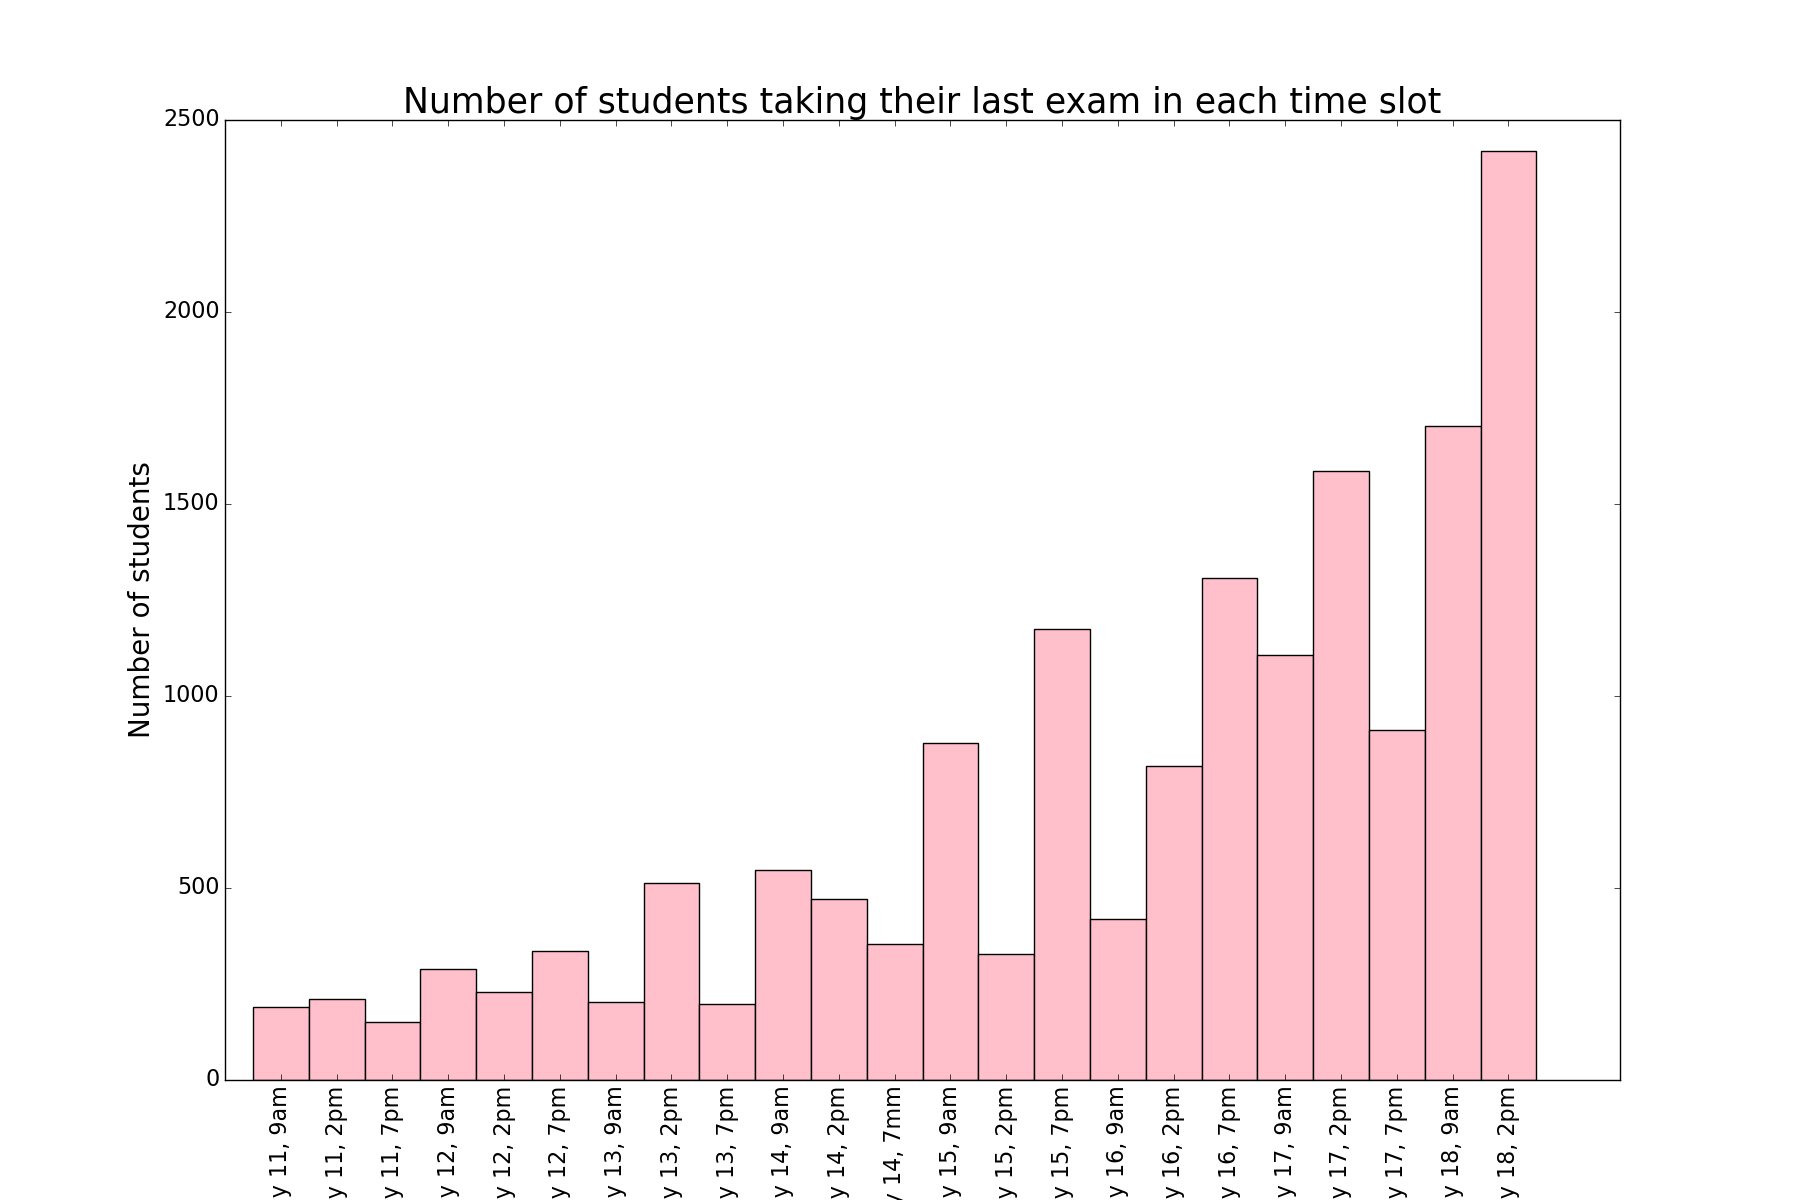 Number of students taking their last exam in each time slot
Number of students
2500
2000
1500
1000
500
0
y 11, 9am
y 11, 2pm
y 11, 7pm
y 12, 9am
y 12, 2pm
y 12, 7pm
y 13, 9am
y 13, 2pm
y 13, 7pm
y 14, 9am
y 14, 2pm
y 14, 7mm
y 15, 9am
y 15, 2pm
y 15, 7pm
y 16, 9am
y 16, 2pm
y 16, 7pm
y 17, 9am
y 17, 2pm
y 17, 7pm
y 18, 9am
y 18, 2pm